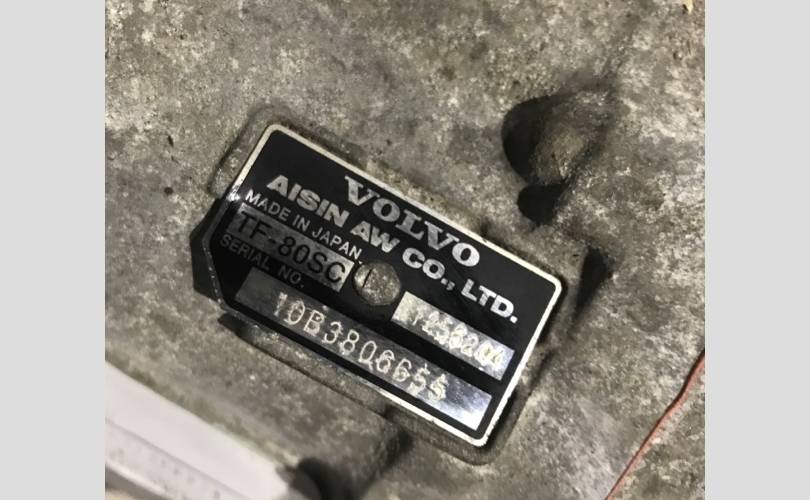 VOLVO
AISIN AW CO., LTD.
MADE IN JAPAN
TF-80SC
SERIAL NO.
10B3806655